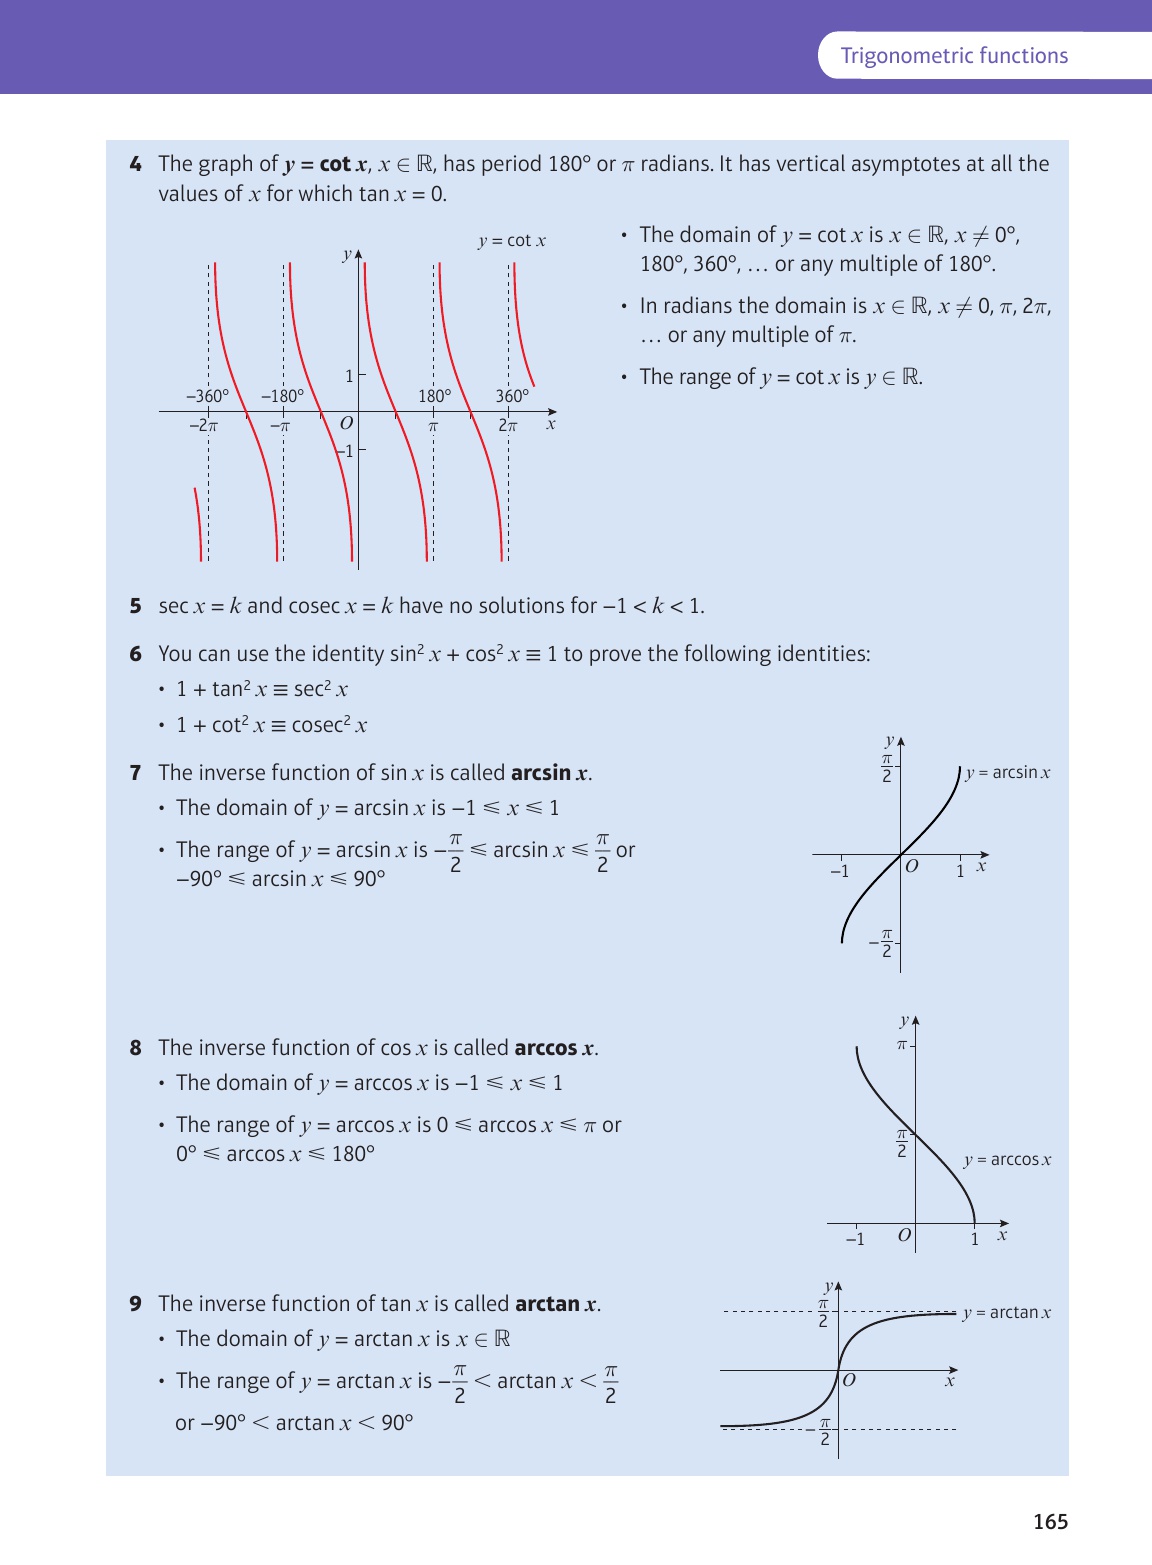 Trigonometric functions
4 The graph of y = cot x, x ∈ ℝ, has period 180° or π radians. It has vertical asymptotes at all the
values of x for which tan x = 0.
y = cot x
y
1
−360° −180° 180° 360°
−2π −π O π 2π x
−1
• The domain of y = cot x is x ∈ ℝ, x ≠ 0°,
180°, 360°, … or any multiple of 180°.
• In radians the domain is x ∈ ℝ, x ≠ 0, π, 2π,
… or any multiple of π.
• The range of y = cot x is y ∈ ℝ.
5 sec x = k and cosec x = k have no solutions for −1 < k < 1.
6 You can use the identity sin² x + cos² x ≡ 1 to prove the following identities:
• 1 + tan² x ≡ sec² x
• 1 + cot² x ≡ cosec² x
7 The inverse function of sin x is called arcsin x.
• The domain of y = arcsin x is −1 ⩽ x ⩽ 1
• The range of y = arcsin x is −π/2 ⩽ arcsin x ⩽ π/2 or
−90° ⩽ arcsin x ⩽ 90°
y
π/2
y = arcsin x
−1 O 1 x
−π/2
8 The inverse function of cos x is called arccos x.
• The domain of y = arccos x is −1 ⩽ x ⩽ 1
• The range of y = arccos x is 0 ⩽ arccos x ⩽ π or
0° ⩽ arccos x ⩽ 180°
y
π
π/2
y = arccos x
−1 O 1 x
9 The inverse function of tan x is called arctan x.
• The domain of y = arctan x is x ∈ ℝ
• The range of y = arctan x is −π/2 < arctan x < π/2
or −90° < arctan x < 90°
y
π/2
y = arctan x
O x
−π/2
165